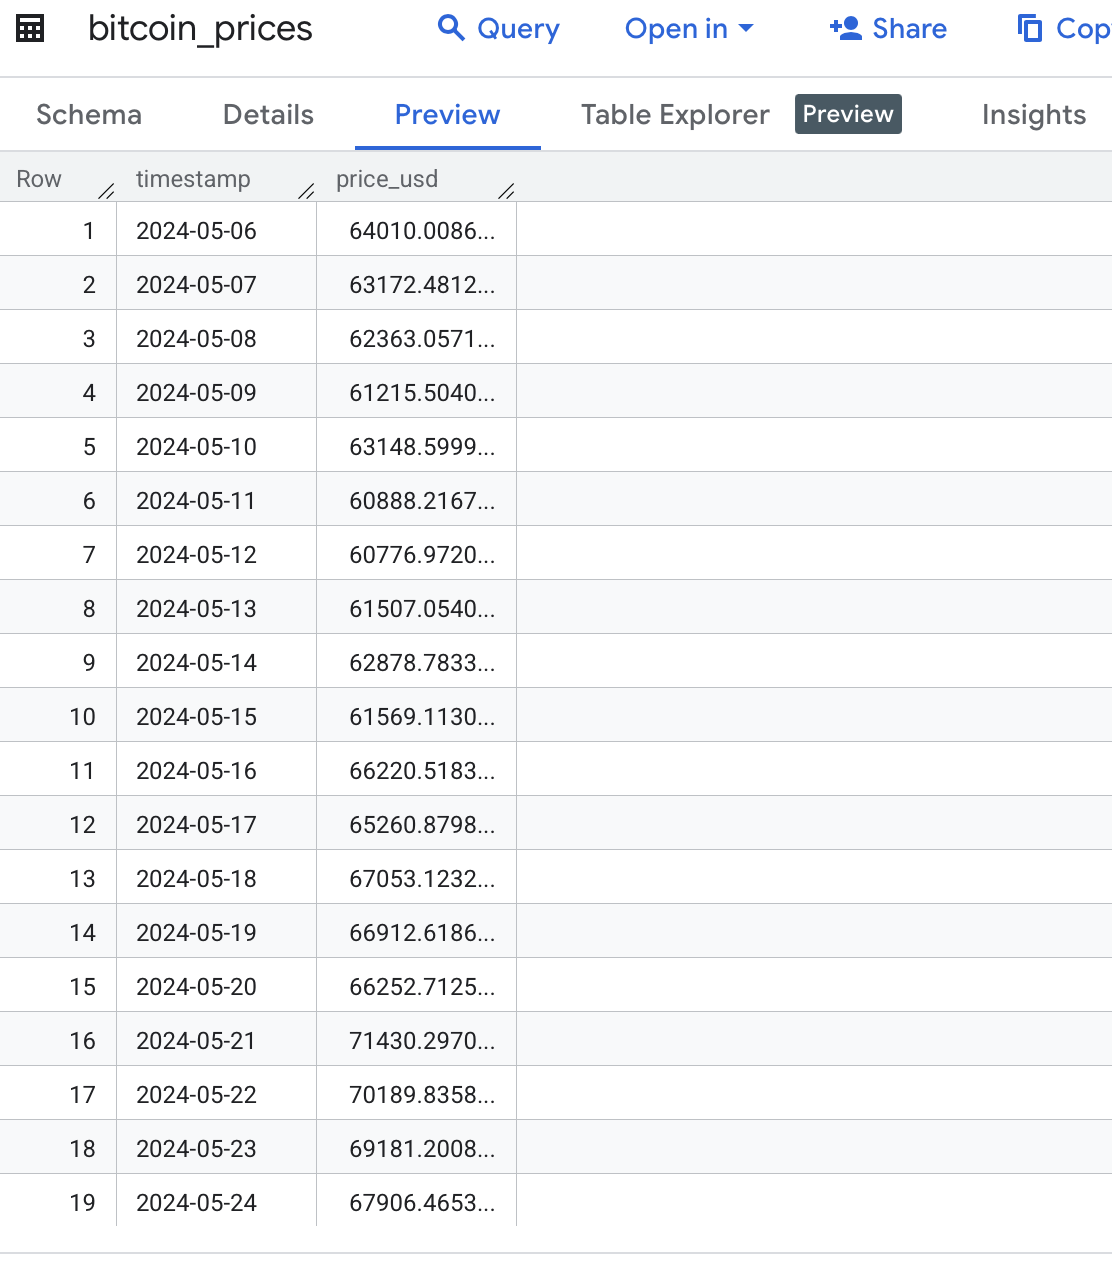 bitcoin_prices Query Open in Share Cop
Schema Details Preview Table Explorer Preview Insights
Row timestamp price_usd
1 2024-05-06 64010.0086...
2 2024-05-07 63172.4812...
3 2024-05-08 62363.0571...
4 2024-05-09 61215.5040...
5 2024-05-10 63148.5999...
6 2024-05-11 60888.2167...
7 2024-05-12 60776.9720...
8 2024-05-13 61507.0540...
9 2024-05-14 62878.7833...
10 2024-05-15 61569.1130...
11 2024-05-16 66220.5183...
12 2024-05-17 65260.8798...
13 2024-05-18 67053.1232...
14 2024-05-19 66912.6186...
15 2024-05-20 66252.7125...
16 2024-05-21 71430.2970...
17 2024-05-22 70189.8358...
18 2024-05-23 69181.2008...
19 2024-05-24 67906.4653...